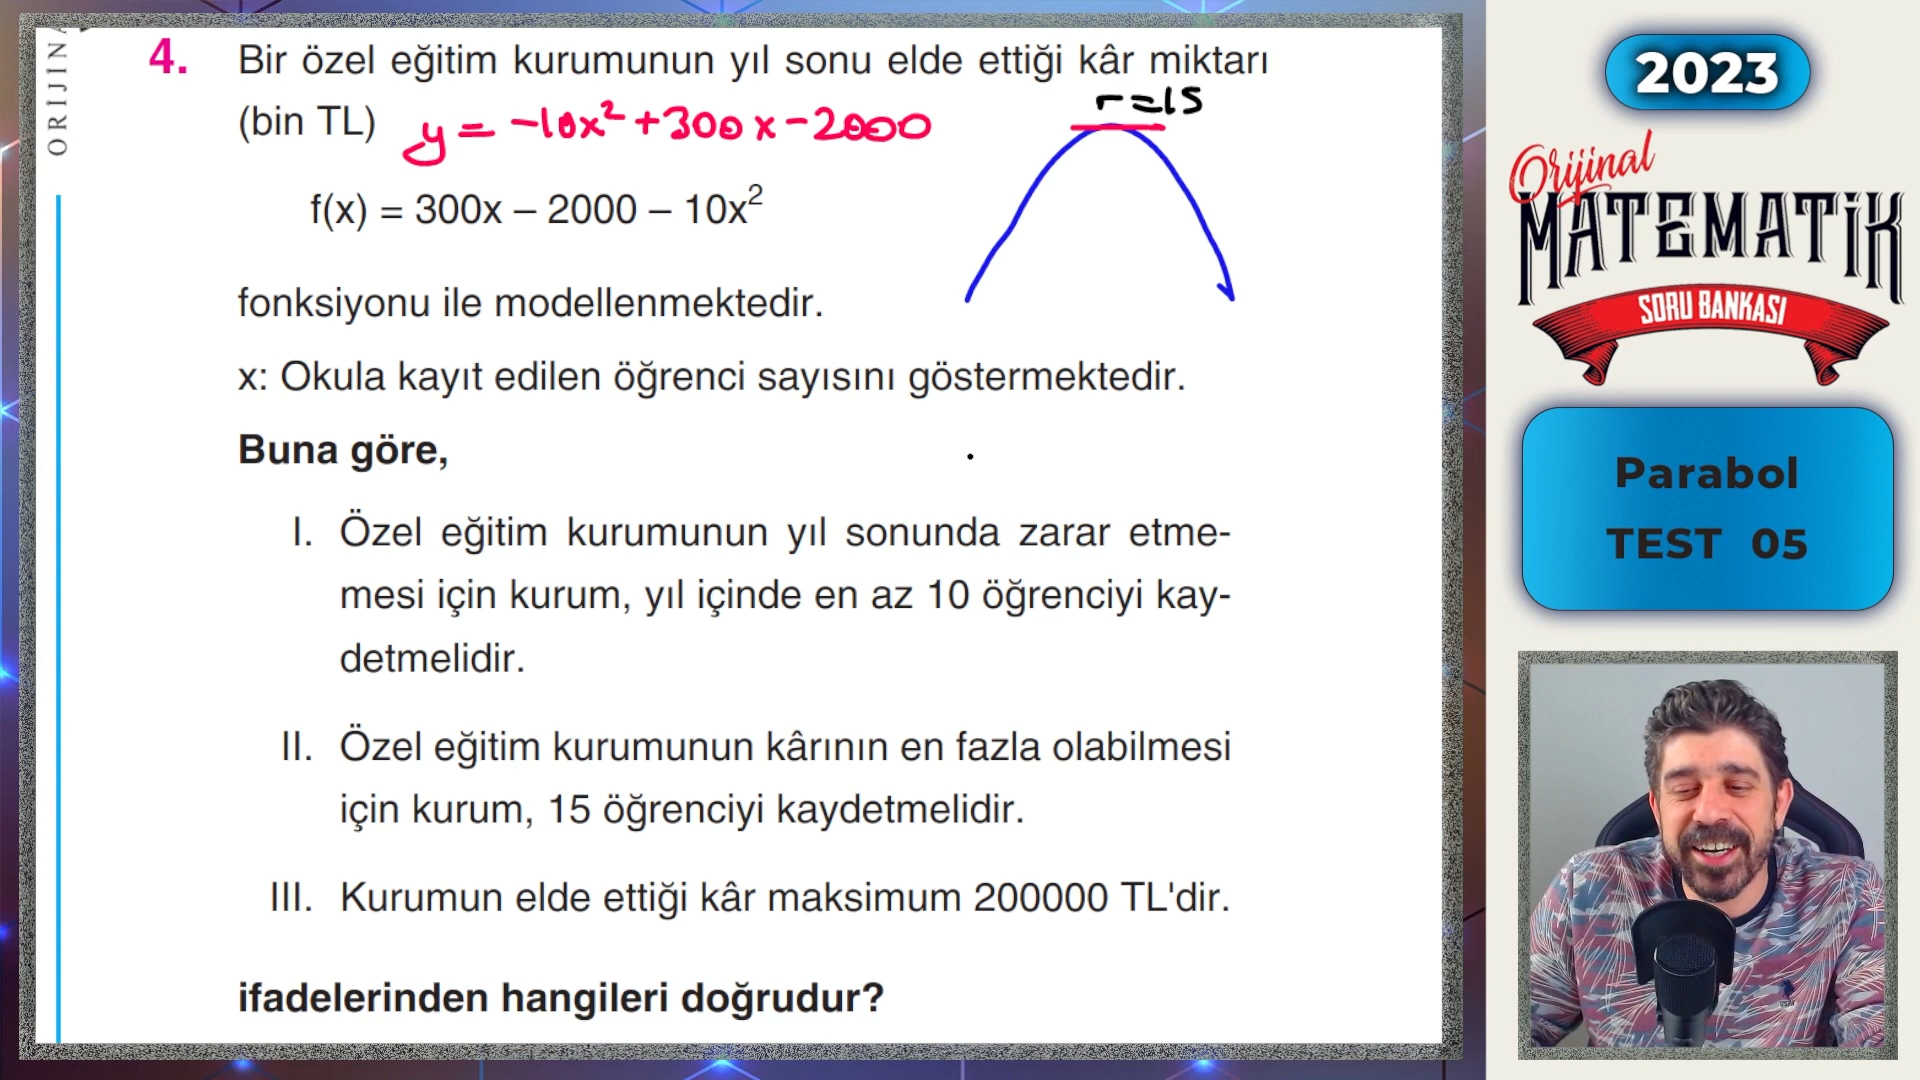 ORİJİNA
4. Bir özel eğitim kurumunun yıl sonu elde ettiği kâr miktarı
(bin TL) y = -10x² + 300x - 2000
r = 15
f(x) = 300x – 2000 – 10x²
fonksiyonu ile modellenmektedir.
x: Okula kayıt edilen öğrenci sayısını göstermektedir.
Buna göre,
I. Özel eğitim kurumunun yıl sonunda zarar etme-
mesi için kurum, yıl içinde en az 10 öğrenciyi kay-
detmelidir.
II. Özel eğitim kurumunun kârının en fazla olabilmesi
için kurum, 15 öğrenciyi kaydetmelidir.
III. Kurumun elde ettiği kâr maksimum 200000 TL'dir.
ifadelerinden hangileri doğrudur?
2023
Orijinal
MATEMATİK
SORU BANKASI
Parabol
TEST 05